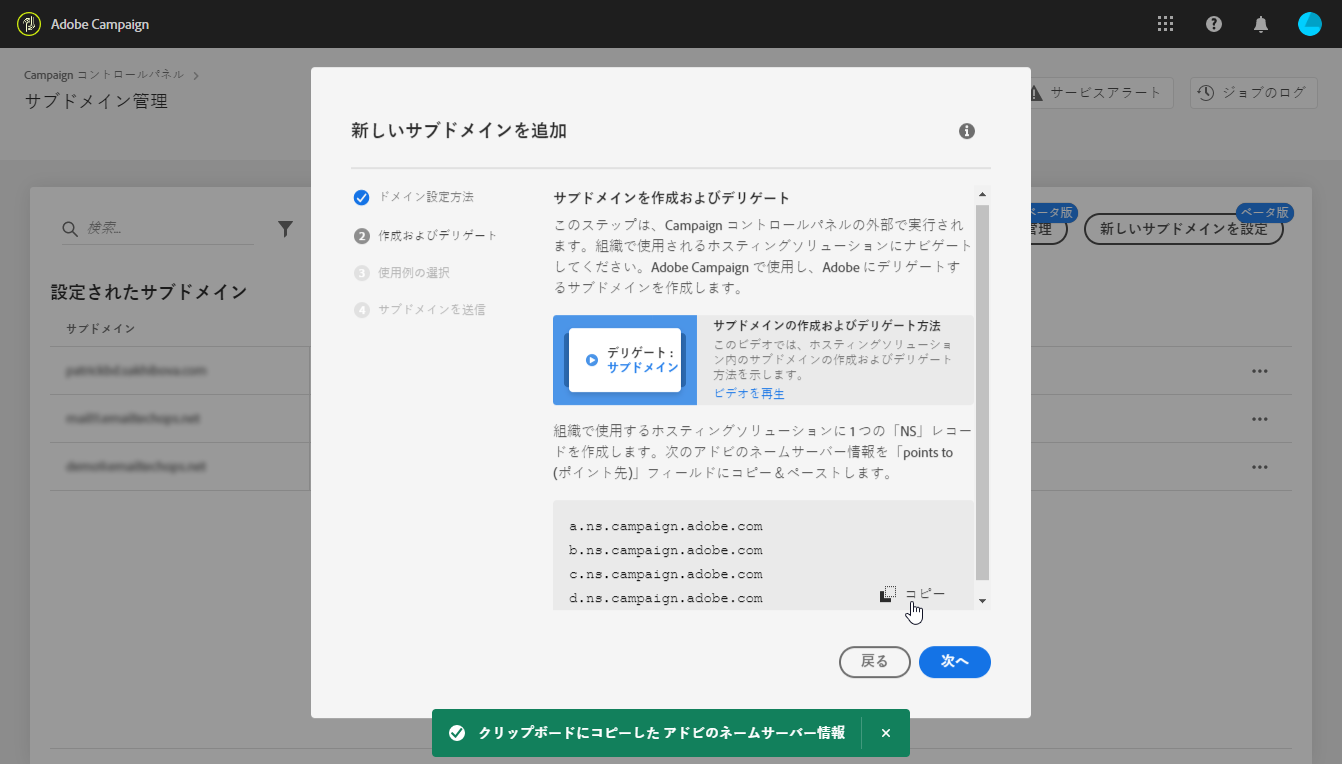 Adobe Campaign
Campaign コントロールパネル
サブドメイン管理
サービスアラート
ジョブのログ
新しいサブドメインを追加
ドメイン設定方法
2 作成およびデリゲート
3 使用例の選択
4 サブドメインを送信
検索...
設定されたサブドメイン
サブドメイン
ベータ版
管理
ベータ版
新しいサブドメインを設定
サブドメインを作成およびデリゲート
このステップは、Campaign コントロールパネルの外部で実行され
ます。組織で使用されるホスティングソリューションにナビゲート
してください。Adobe Campaign で使用し、Adobe にデリゲートす
るサブドメインを作成します。
デリゲート :
サブドメイン
サブドメインの作成およびデリゲート方法
このビデオでは、ホスティングソリューショ
ン内のサブドメインの作成およびデリゲート
方法を示します。
ビデオを再生
組織で使用するホスティングソリューションに 1 つの「NS」レコー
ドを作成します。次のアドビのネームサーバー情報を「points to
(ポイント先)」フィールドにコピー＆ペーストします。
a.ns.campaign.adobe.com
b.ns.campaign.adobe.com
c.ns.campaign.adobe.com
d.ns.campaign.adobe.com
コピー
戻る
次へ
クリップボードにコピーした アドビのネームサーバー情報